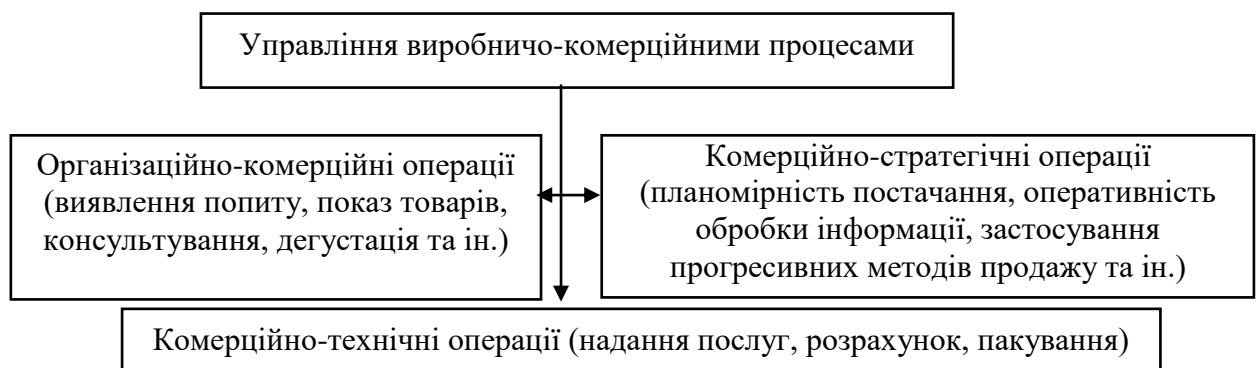 Управління виробничо-комерційними процесами
Організаційно-комерційні операції
(виявлення попиту, показ товарів,
консультування, дегустація та ін.)
Комерційно-стратегічні операції
(планомірність постачання, оперативність
обробки інформації, застосування
прогресивних методів продажу та ін.)
Комерційно-технічні операції (надання послуг, розрахунок, пакування)